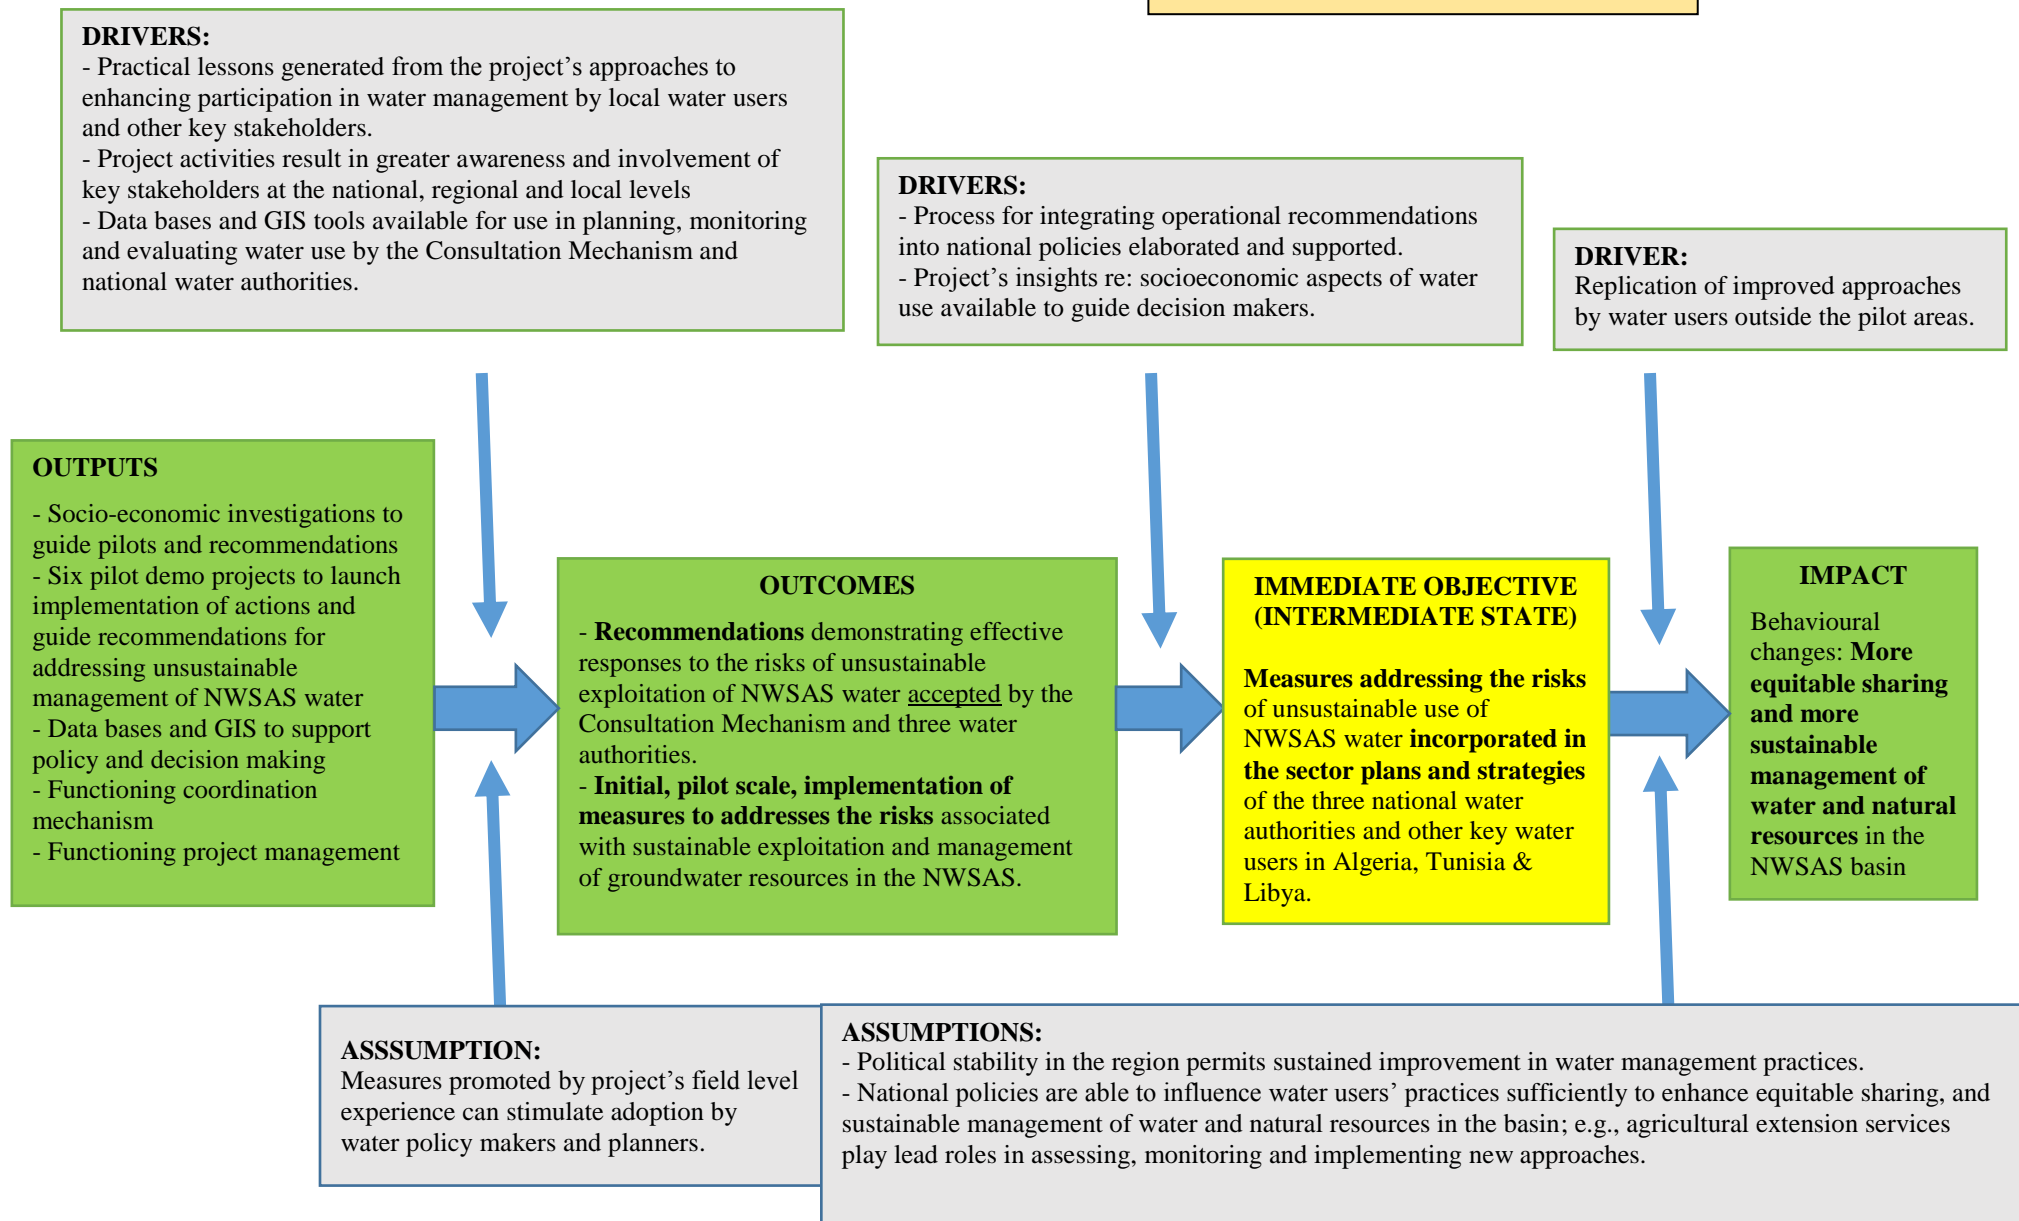 DRIVERS:
- Practical lessons generated from the project’s approaches to
enhancing participation in water management by local water users
and other key stakeholders.
- Project activities result in greater awareness and involvement of
key stakeholders at the national, regional and local levels
- Data bases and GIS tools available for use in planning, monitoring
and evaluating water use by the Consultation Mechanism and
national water authorities.
DRIVERS:
- Process for integrating operational recommendations
into national policies elaborated and supported.
- Project’s insights re: socioeconomic aspects of water
use available to guide decision makers.
DRIVER:
Replication of improved approaches
by water users outside the pilot areas.
OUTPUTS
- Socio-economic investigations to
guide pilots and recommendations
- Six pilot demo projects to launch
implementation of actions and
guide recommendations for
addressing unsustainable
management of NWSAS water
- Data bases and GIS to support
policy and decision making
- Functioning coordination
mechanism
- Functioning project management
OUTCOMES
- Recommendations demonstrating effective
responses to the risks of unsustainable
exploitation of NWSAS water accepted by the
Consultation Mechanism and three water
authorities.
- Initial, pilot scale, implementation of
measures to addresses the risks associated
with sustainable exploitation and management
of groundwater resources in the NWSAS.
IMMEDIATE OBJECTIVE
(INTERMEDIATE STATE)
Measures addressing the risks
of unsustainable use of
NWSAS water incorporated in
the sector plans and strategies
of the three national water
authorities and other key water
users in Algeria, Tunisia &
Libya.
IMPACT
Behavioural
changes: More
equitable sharing
and more
sustainable
management of
water and natural
resources in the
NWSAS basin
ASSSUMPTION:
Measures promoted by project’s field level
experience can stimulate adoption by
water policy makers and planners.
ASSUMPTIONS:
- Political stability in the region permits sustained improvement in water management practices.
- National policies are able to influence water users’ practices sufficiently to enhance equitable sharing, and
sustainable management of water and natural resources in the basin; e.g., agricultural extension services
play lead roles in assessing, monitoring and implementing new approaches.